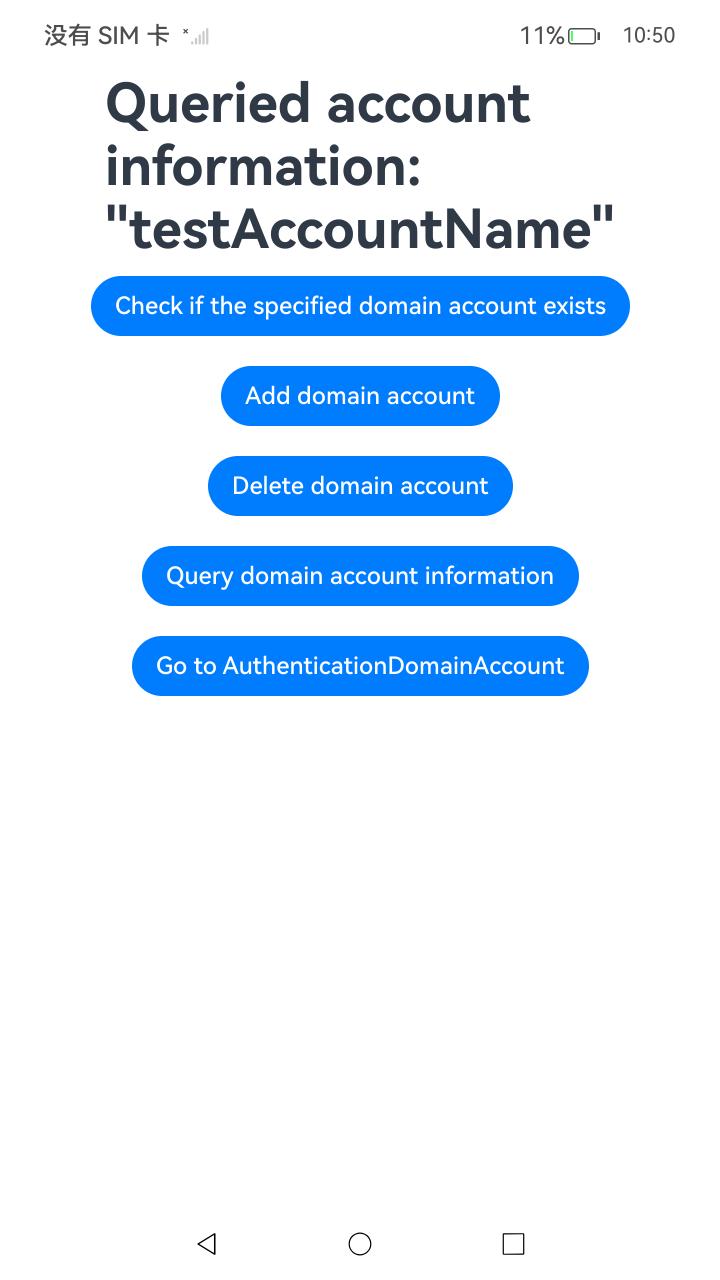 没有 SIM 卡 11% 10:50
Queried account
information:
"testAccountName"
Check if the specified domain account exists
Add domain account
Delete domain account
Query domain account information
Go to AuthenticationDomainAccount